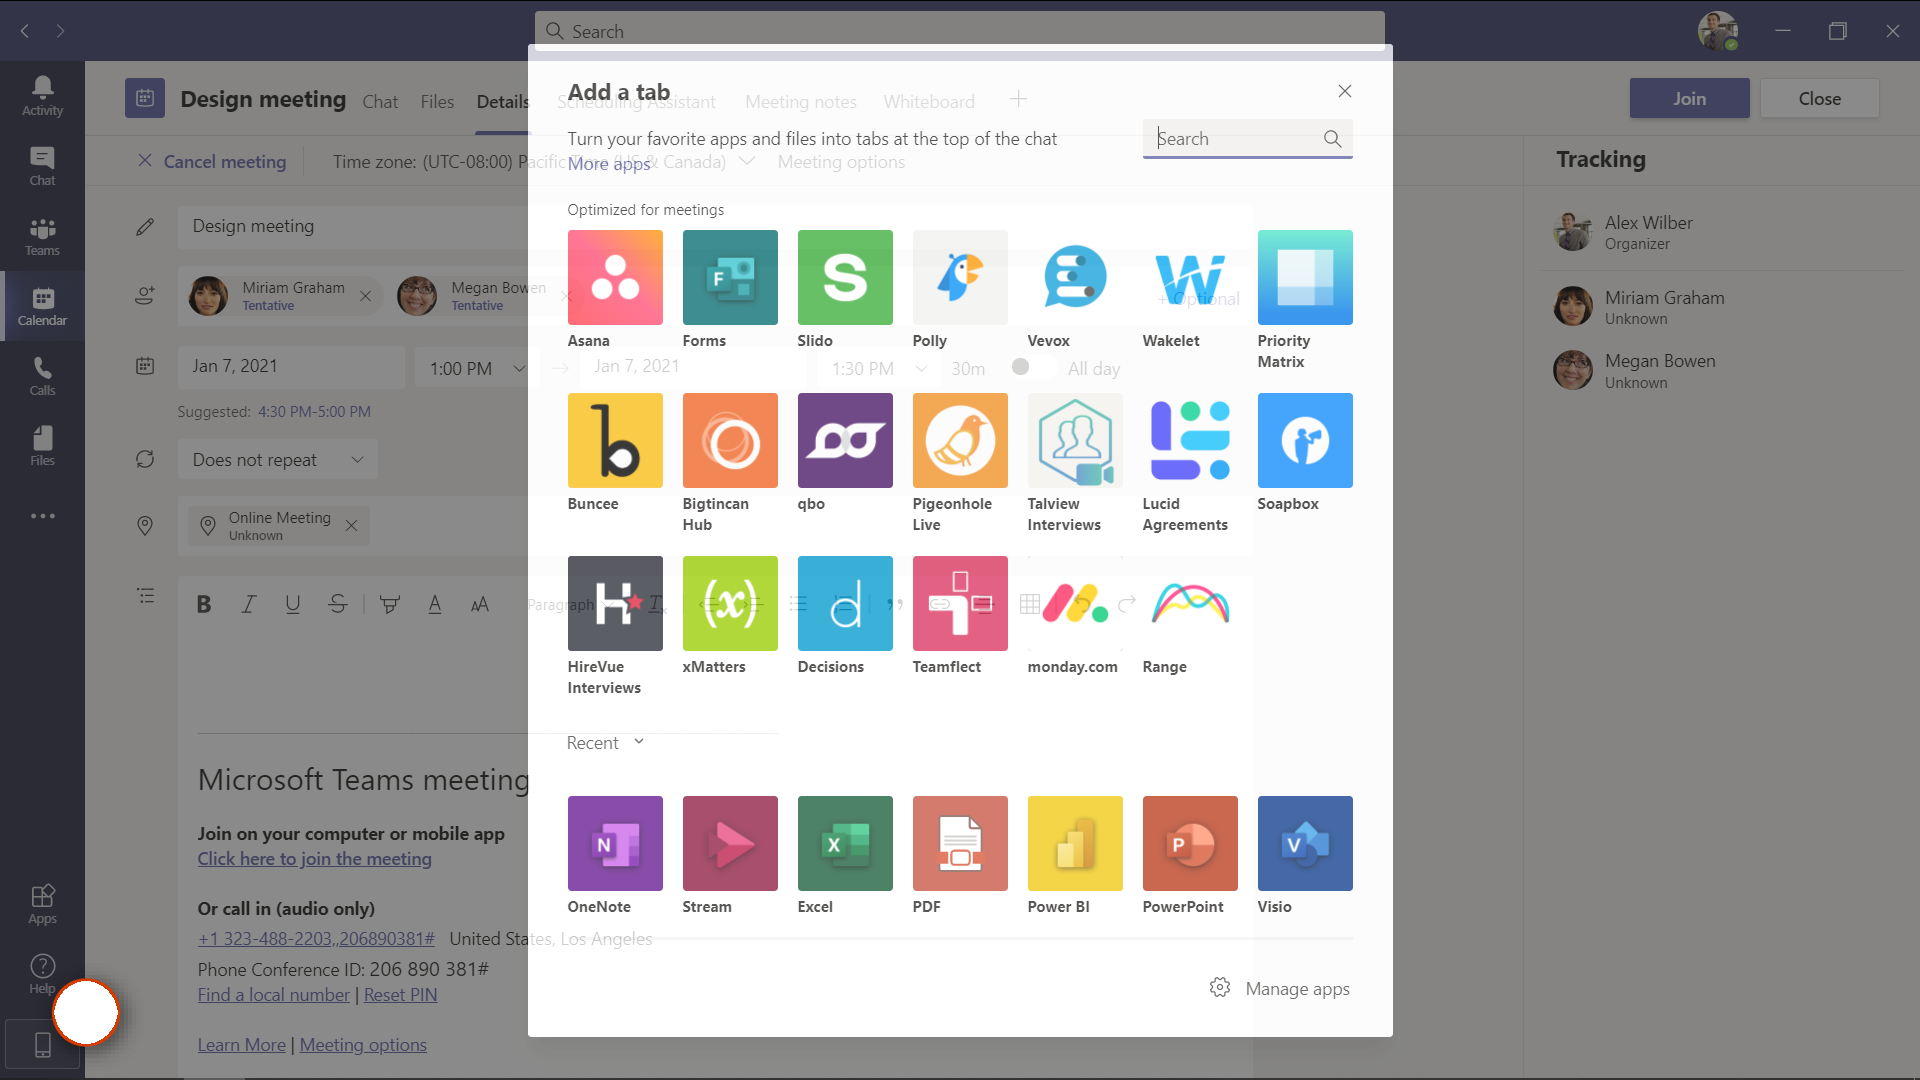 Search
Activity
Chat
Teams
Calendar
Calls
Files
Apps
Help
Design meeting
Chat
Files
Details
Scheduling Assistant
Meeting notes
Whiteboard
Join
Close
Cancel meeting
Time zone: (UTC-08:00) Pacific Time (US & Canada)
Meeting options
Design meeting
Miriam Graham
Tentative
Megan Bowen
Tentative
+ Optional
Jan 7, 2021
1:00 PM
Jan 7, 2021
1:30 PM
30m
All day
Suggested: 4:30 PM-5:00 PM
Does not repeat
Online Meeting
Unknown
B I U S A AA
Paragraph
Microsoft Teams meeting
Join on your computer or mobile app
Click here to join the meeting
Or call in (audio only)
+1 323-488-2203,,206890381# United States, Los Angeles
Phone Conference ID: 206 890 381#
Find a local number | Reset PIN
Learn More | Meeting options
Add a tab
Turn your favorite apps and files into tabs at the top of the chat
More apps
Search
Optimized for meetings
Asana
Forms
Slido
Polly
Vevox
Wakelet
Priority
Matrix
Buncee
Bigtincan
Hub
qbo
Pigeonhole
Live
Talview
Interviews
Lucid
Agreements
Soapbox
HireVue
Interviews
xMatters
Decisions
Teamflect
monday.com
Range
Recent
OneNote
Stream
Excel
PDF
Power BI
PowerPoint
Visio
Manage apps
Tracking
Alex Wilber
Organizer
Miriam Graham
Unknown
Megan Bowen
Unknown